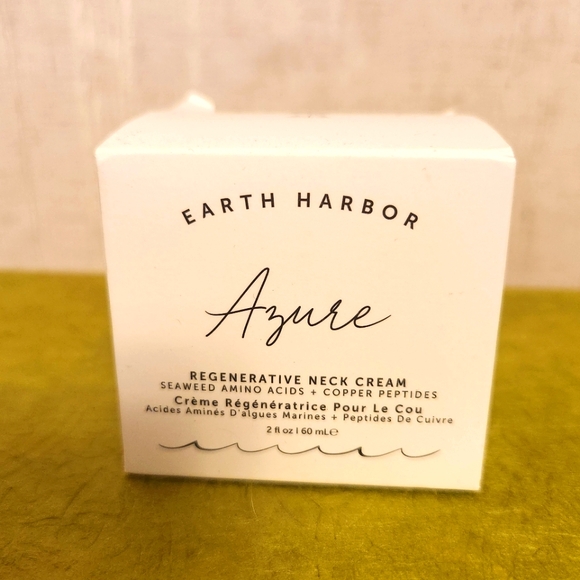 EARTH HARBOR
Azure
REGENERATIVE NECK CREAM
SEAWEED AMINO ACIDS + COPPER PEPTIDES
Crème Régénératrice Pour Le Cou
Acides Aminés D'algues Marines + Peptides De Cuivre
2 fl oz | 60 mL℮